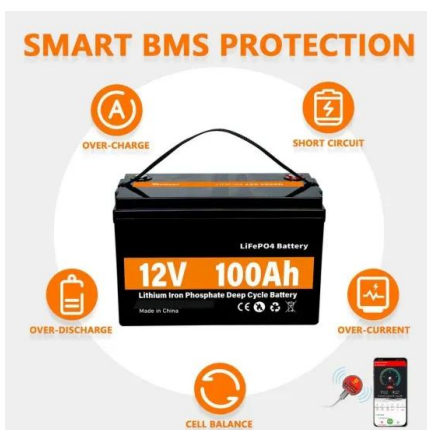 SMART BMS PROTECTION
A
OVER-CHARGE
SHORT CIRCUIT
LiFePO4 Battery
12V 100Ah
Lithium Iron Phosphate Deep Cycle Battery
Made in China
CE
OVER-DISCHARGE
OVER-CURRENT
CELL BALANCE